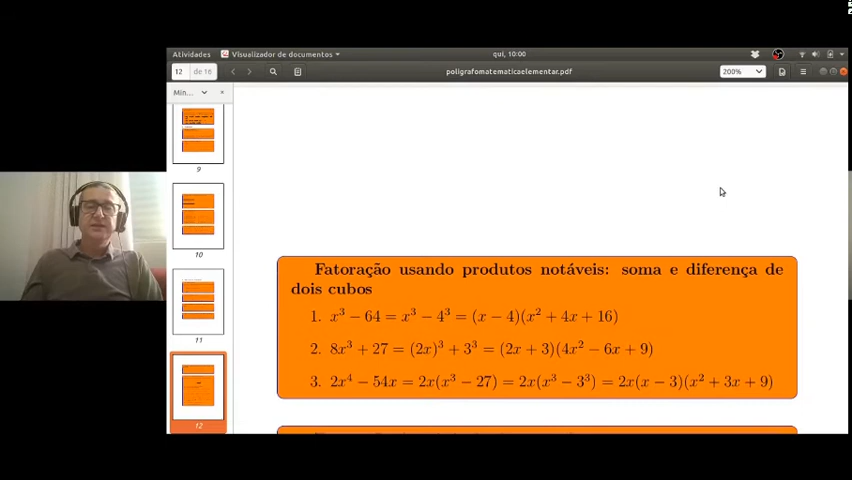 Atividades Visualizador de documentos qui, 10:00
12 de 16 poligrafomatematicaelementar.pdf 200%
Min...
9
10
11
12
Fatoração usando produtos notáveis: soma e diferença de
dois cubos
1. x³ − 64 = x³ − 4³ = (x − 4)(x² + 4x + 16)
2. 8x³ + 27 = (2x)³ + 3³ = (2x + 3)(4x² − 6x + 9)
3. 2x⁴ − 54x = 2x(x³ − 27) = 2x(x³ − 3³) = 2x(x − 3)(x² + 3x + 9)